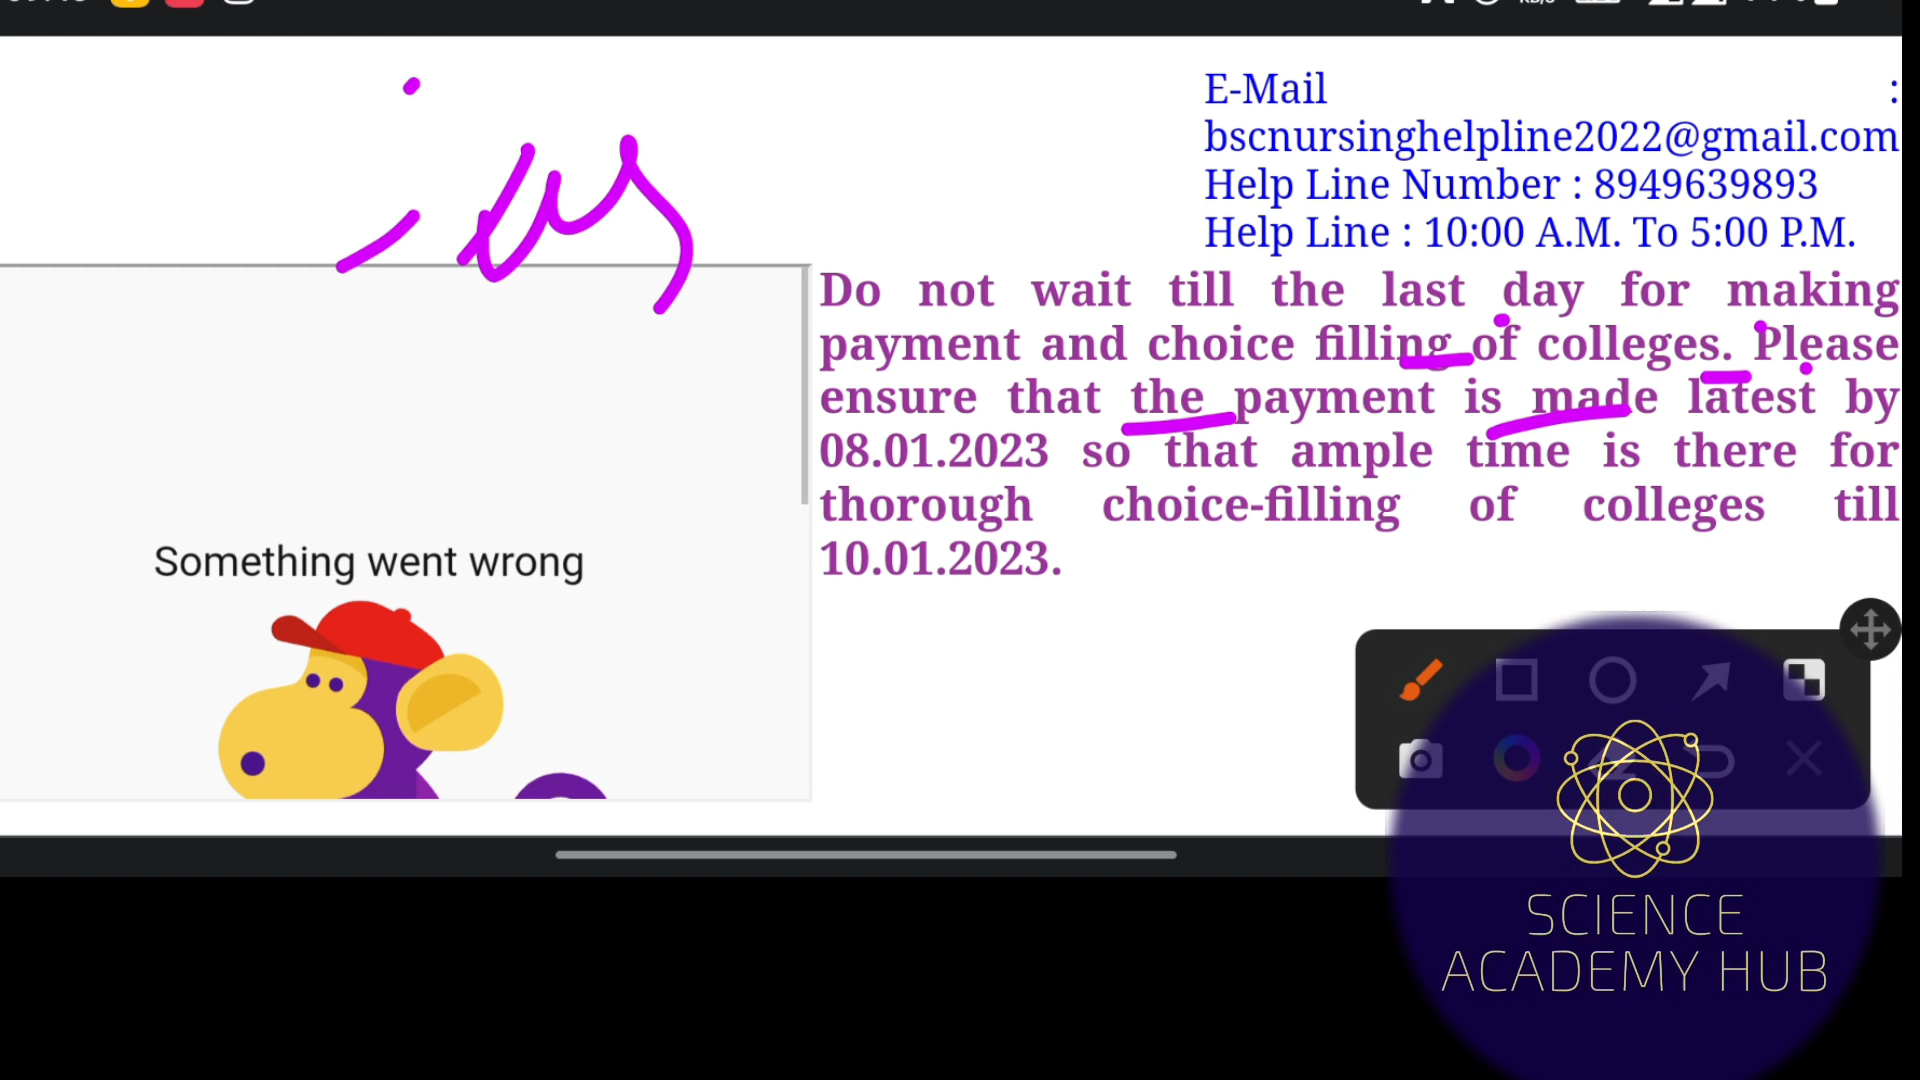 E-Mail :
bscnursinghelpline2022@gmail.com
Help Line Number : 8949639893
Help Line : 10:00 A.M. To 5:00 P.M.
Do not wait till the last day for making
payment and choice filling of colleges. Please
ensure that the payment is made latest by
08.01.2023 so that ample time is there for
thorough choice-filling of colleges till
10.01.2023.
Something went wrong
SCIENCE
ACADEMY HUB